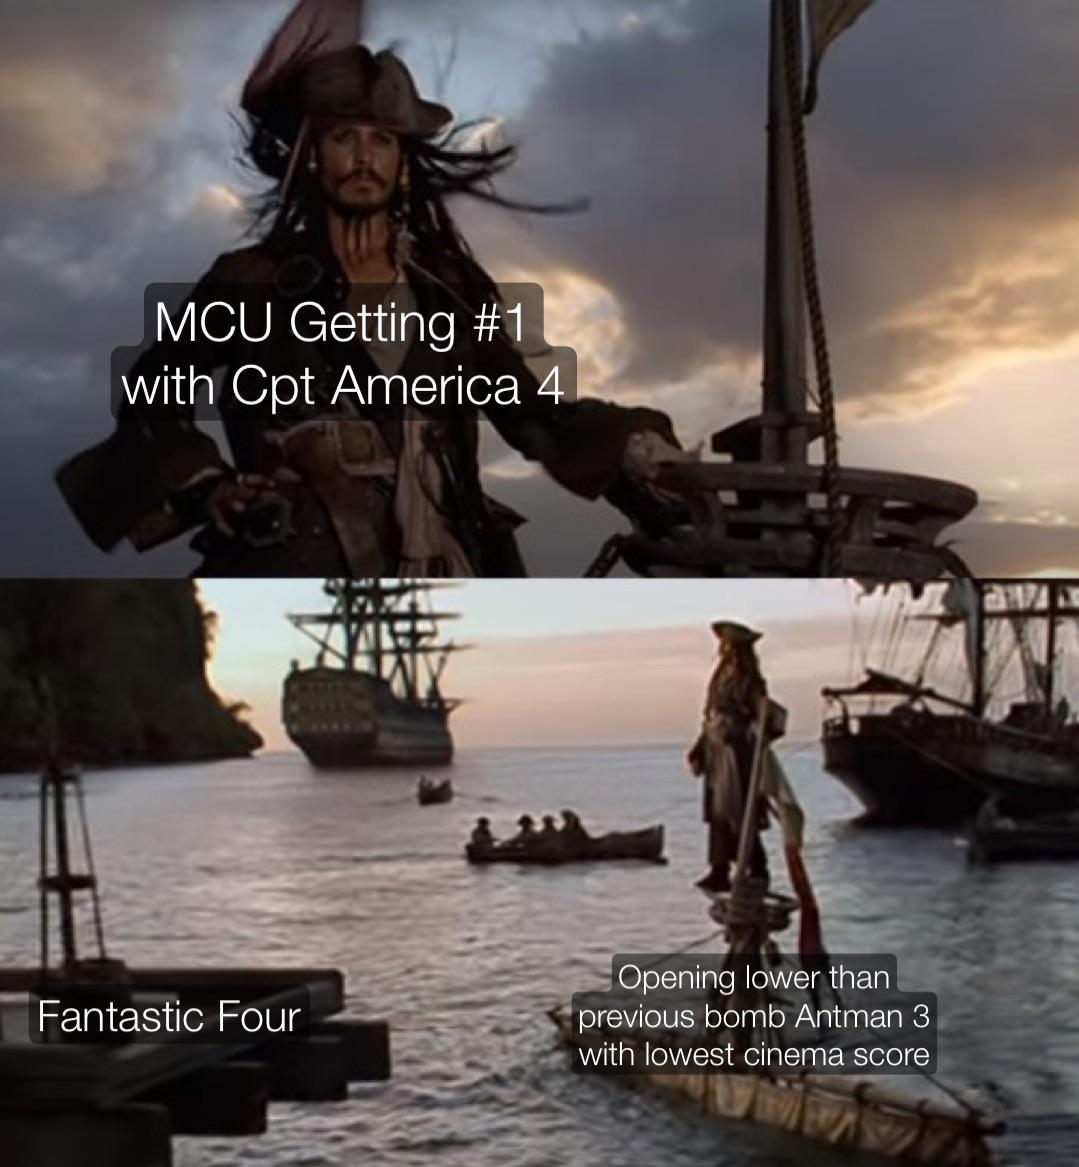 MCU Getting #1
with Cpt America 4
Fantastic Four
Opening lower than
previous bomb Antman 3
with lowest cinema score